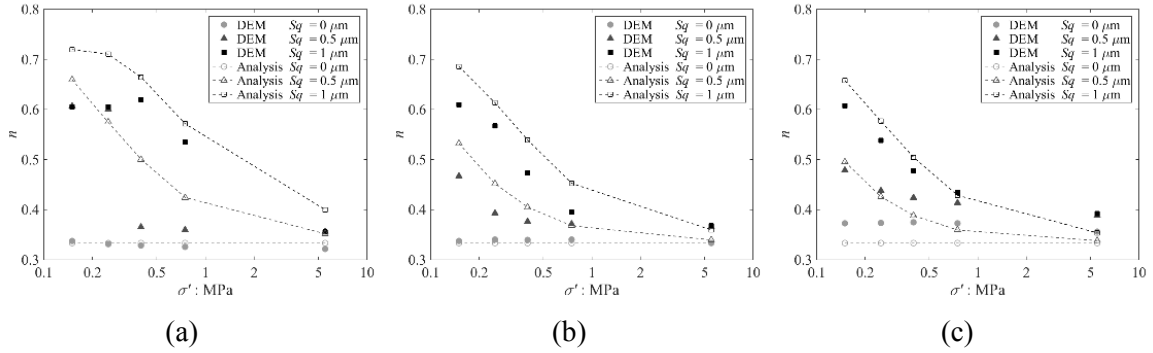 0.8
0.7
0.6
0.5
0.4
0.3
n
0.1 0.2 0.5 1 2 5 10
σ′ : MPa
DEM Sq = 0 μm
DEM Sq = 0.5 μm
DEM Sq = 1 μm
Analysis Sq = 0 μm
Analysis Sq = 0.5 μm
Analysis Sq = 1 μm
(a)
0.8
0.7
0.6
0.5
0.4
0.3
n
0.1 0.2 0.5 1 2 5 10
σ′ : MPa
DEM Sq = 0 μm
DEM Sq = 0.5 μm
DEM Sq = 1 μm
Analysis Sq = 0 μm
Analysis Sq = 0.5 μm
Analysis Sq = 1 μm
(b)
0.8
0.7
0.6
0.5
0.4
0.3
n
0.1 0.2 0.5 1 2 5 10
σ′ : MPa
DEM Sq = 0 μm
DEM Sq = 0.5 μm
DEM Sq = 1 μm
Analysis Sq = 0 μm
Analysis Sq = 0.5 μm
Analysis Sq = 1 μm
(c)